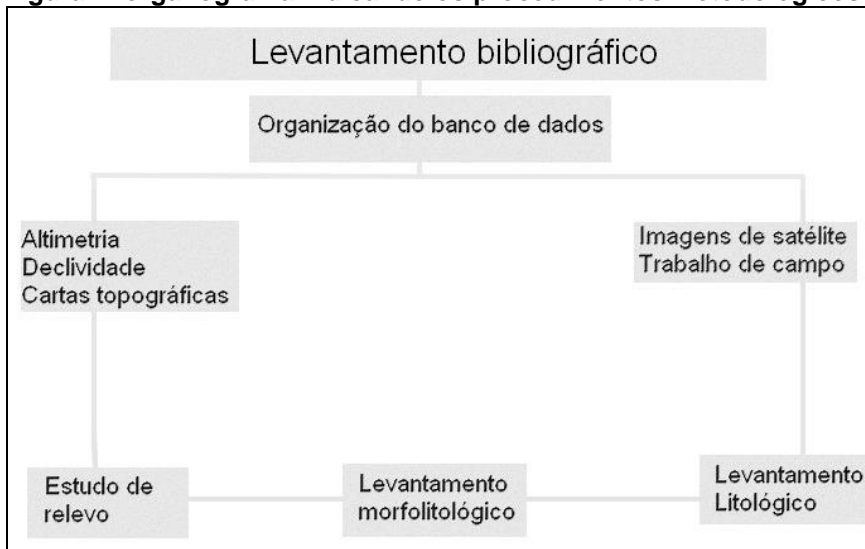 Levantamento bibliográfico
Organização do banco de dados
Altimetria
Declividade
Cartas topográficas
Imagens de satélite
Trabalho de campo
Estudo de
relevo
Levantamento
morfolitológico
Levantamento
Litológico